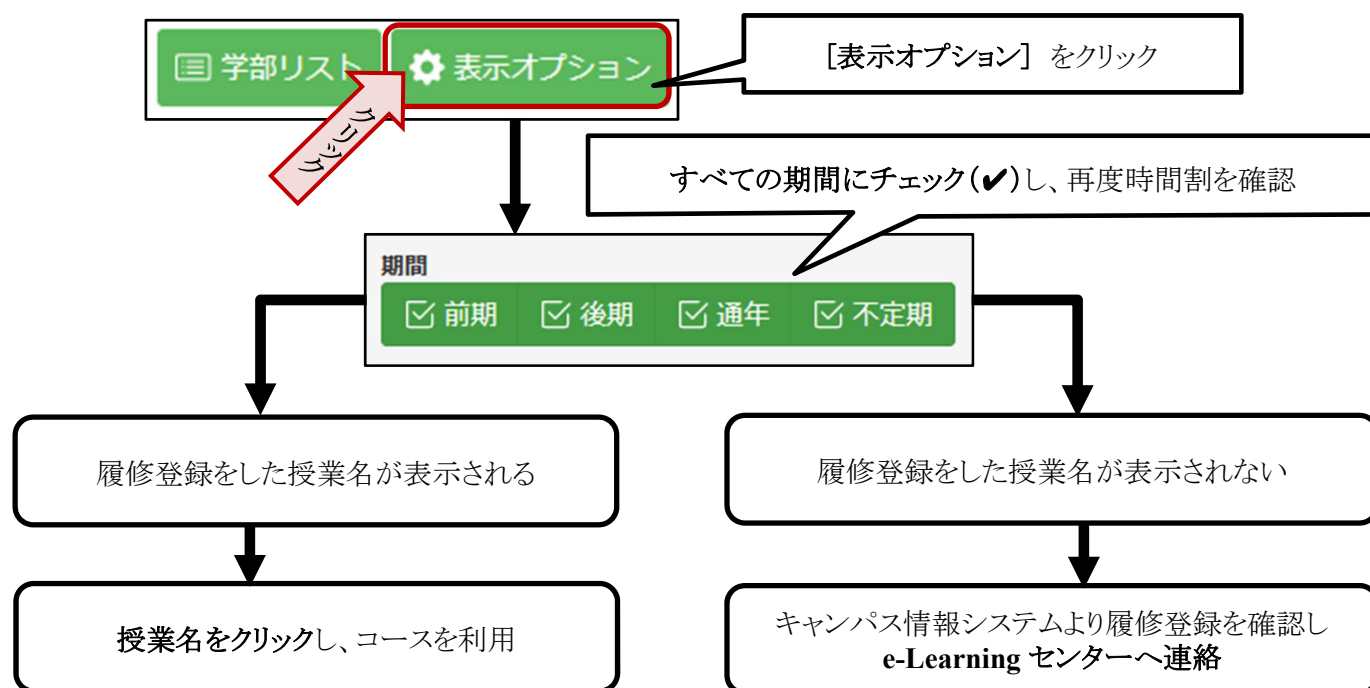 学部リスト
表示オプション
[表示オプション] をクリック
クリック
すべての期間にチェック(✔)し、再度時間割を確認
期間
前期
後期
通年
不定期
履修登録をした授業名が表示される
履修登録をした授業名が表示されない
授業名をクリックし、コースを利用
キャンパス情報システムより履修登録を確認し
e-Learning センターへ連絡